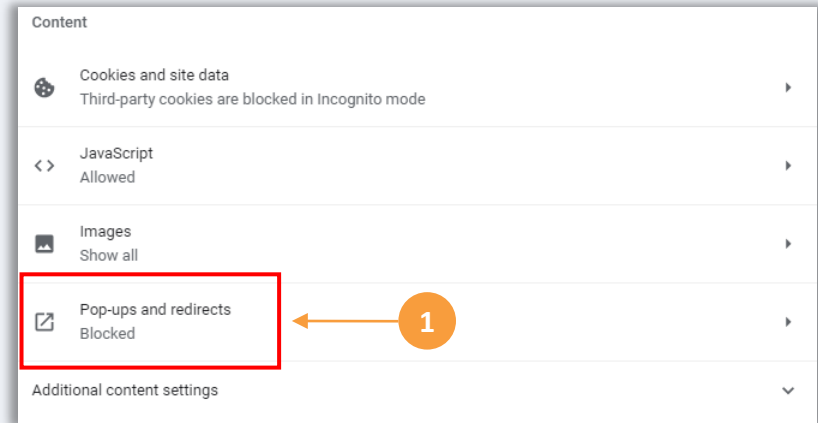 Content
Cookies and site data
Third-party cookies are blocked in Incognito mode
JavaScript
Allowed
Images
Show all
Pop-ups and redirects
Blocked
1
Additional content settings